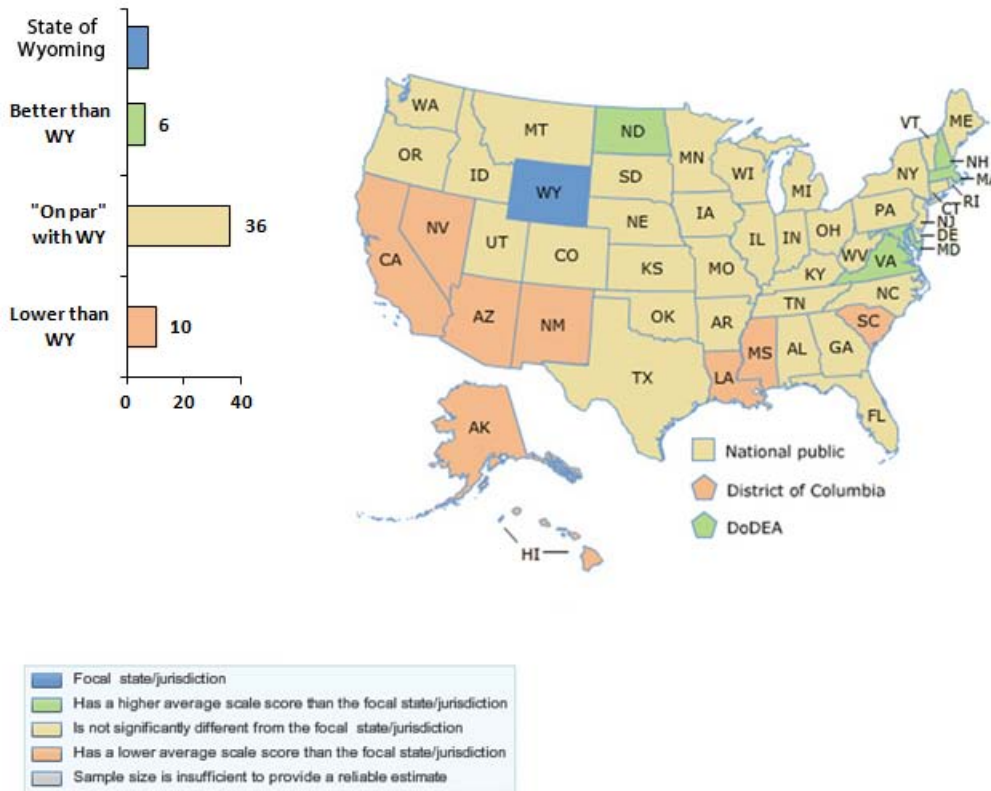 State of
Wyoming
Better than
WY
6
"On par"
with WY
36
Lower than
WY
10
0 20 40
WA
MT
ND
MN
VT
ME
OR
ID
WY
SD
WI
MI
NY
NH
MA
RI
CT
NV
UT
CO
NE
IA
IL
IN
OH
PA
NJ
DE
MD
CA
KS
MO
KY
WV
VA
AZ
NM
OK
AR
TN
NC
SC
TX
LA
MS
AL
GA
FL
AK
HI
National public
District of Columbia
DoDEA
Focal state/jurisdiction
Has a higher average scale score than the focal state/jurisdiction
Is not significantly different from the focal state/jurisdiction
Has a lower average scale score than the focal state/jurisdiction
Sample size is insufficient to provide a reliable estimate